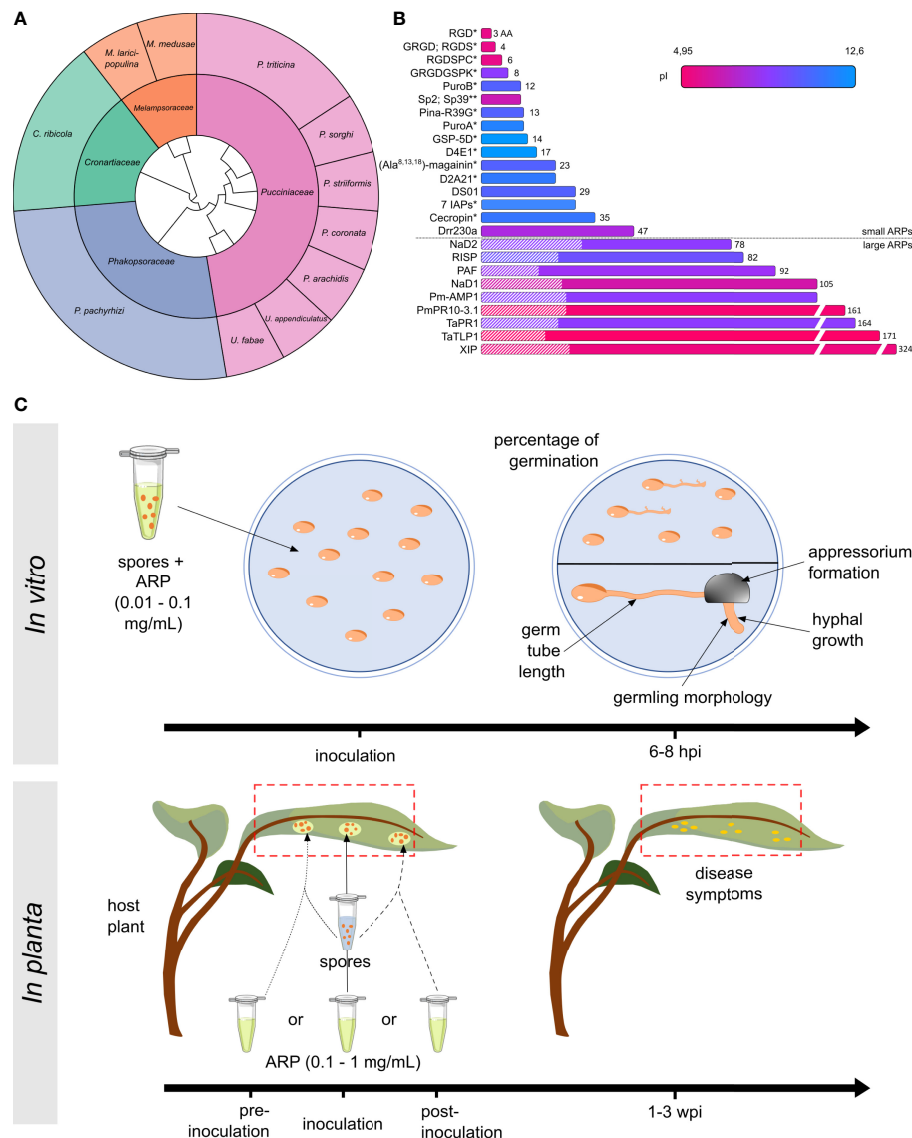 A
M. larici-
populina
M. medusae
P. triticina
C. ribicola
Melampsoraceae
P. sorghi
Cronartiaceae
Pucciniaceae
P. striiformis
P. coronata
Phakopsoraceae
P. arachidis
P. pachyrhizi
U. appendiculatus
U. fabae
B
RGD* 3 AA
GRGD; RGDS* 4
RGDSPC* 6
GRGDGSPK* 8
PuroB* 12
Sp2; Sp39**
Pina-R39G* 13
PuroA*
GSP-5D* 14
D4E1* 17
(Ala8,13,18)-magainin* 23
D2A21*
DS01 29
7 IAPs*
Cecropin* 35
Drr230a 47 small ARPs
NaD2 78 large ARPs
RISP 82
PAF 92
NaD1 105
Pm-AMP1
PmPR10-3.1 161
TaPR1 164
TaTLP1 171
XIP 324
4,95 12,6
pI
C
In vitro
spores +
ARP
(0.01 - 0.1
mg/mL)
percentage of
germination
appressorium
formation
germ
tube
length
hyphal
growth
germling morphology
inoculation
6-8 hpi
In planta
host
plant
spores
or or
ARP (0.1 - 1 mg/mL)
disease
symptoms
pre-
inoculation
inoculation
post-
inoculation
1-3 wpi